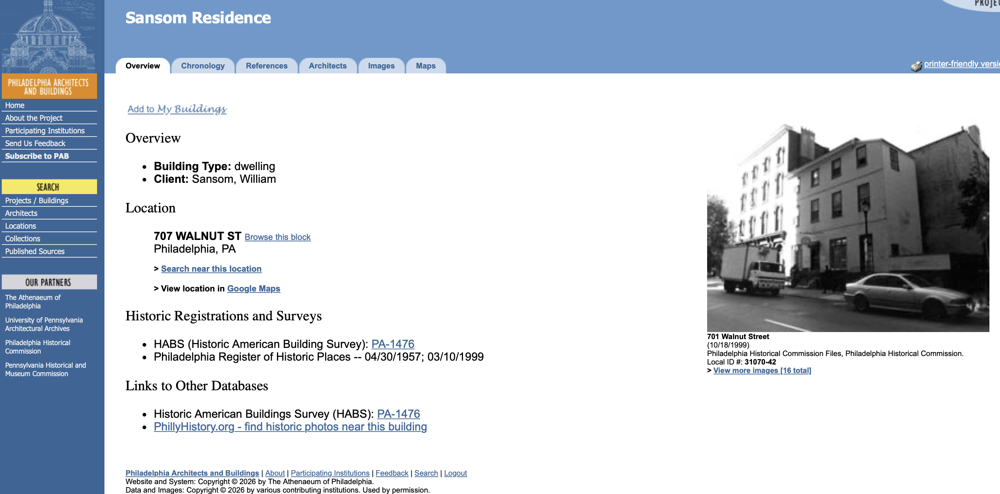 PROJEC
Sansom Residence
Overview
Chronology
References
Architects
Images
Maps
printer-friendly versi
PHILADELPHIA ARCHITECTS
AND BUILDINGS
Home
About the Project
Participating Institutions
Send Us Feedback
Subscribe to PAB
SEARCH
Projects / Buildings
Architects
Locations
Collections
Published Sources
OUR PARTNERS
The Athenaeum of
Philadelphia
University of Pennsylvania
Architectural Archives
Philadelphia Historical
Commission
Pennsylvania Historical and
Museum Commission
Add to My Buildings
Overview
• Building Type: dwelling
• Client: Sansom, William
Location
707 WALNUT ST Browse this block
Philadelphia, PA
> Search near this location
> View location in Google Maps
Historic Registrations and Surveys
• HABS (Historic American Building Survey): PA-1476
• Philadelphia Register of Historic Places -- 04/30/1957; 03/10/1999
Links to Other Databases
• Historic American Buildings Survey (HABS): PA-1476
• PhillyHistory.org - find historic photos near this building
701 Walnut Street
(10/18/1999)
Philadelphia Historical Commission Files, Philadelphia Historical Commission.
Local ID #: 31070-42
> View more images [16 total]
Philadelphia Architects and Buildings | About | Participating Institutions | Feedback | Search | Logout
Website and System: Copyright © 2026 by The Athenaeum of Philadelphia.
Data and Images: Copyright © 2026 by various contributing institutions. Used by permission.